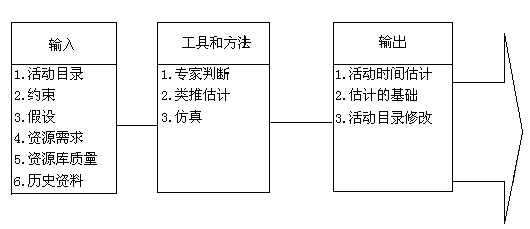 输入
1.活动目录
2.约束
3.假设
4.资源需求
5.资源库质量
6.历史资料
工具和方法
1.专家判断
2.类推估计
3.仿真
输出
1.活动时间估计
2.估计的基础
3.活动目录修改